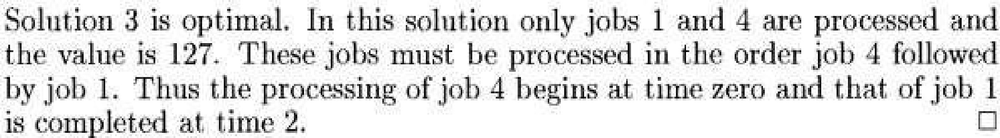 Solution 3 is optimal. In this solution only jobs 1 and 4 are processed and
the value is 127. These jobs must be processed in the order job 4 followed
by job 1. Thus the processing of job 4 begins at time zero and that of job 1
is completed at time 2. □